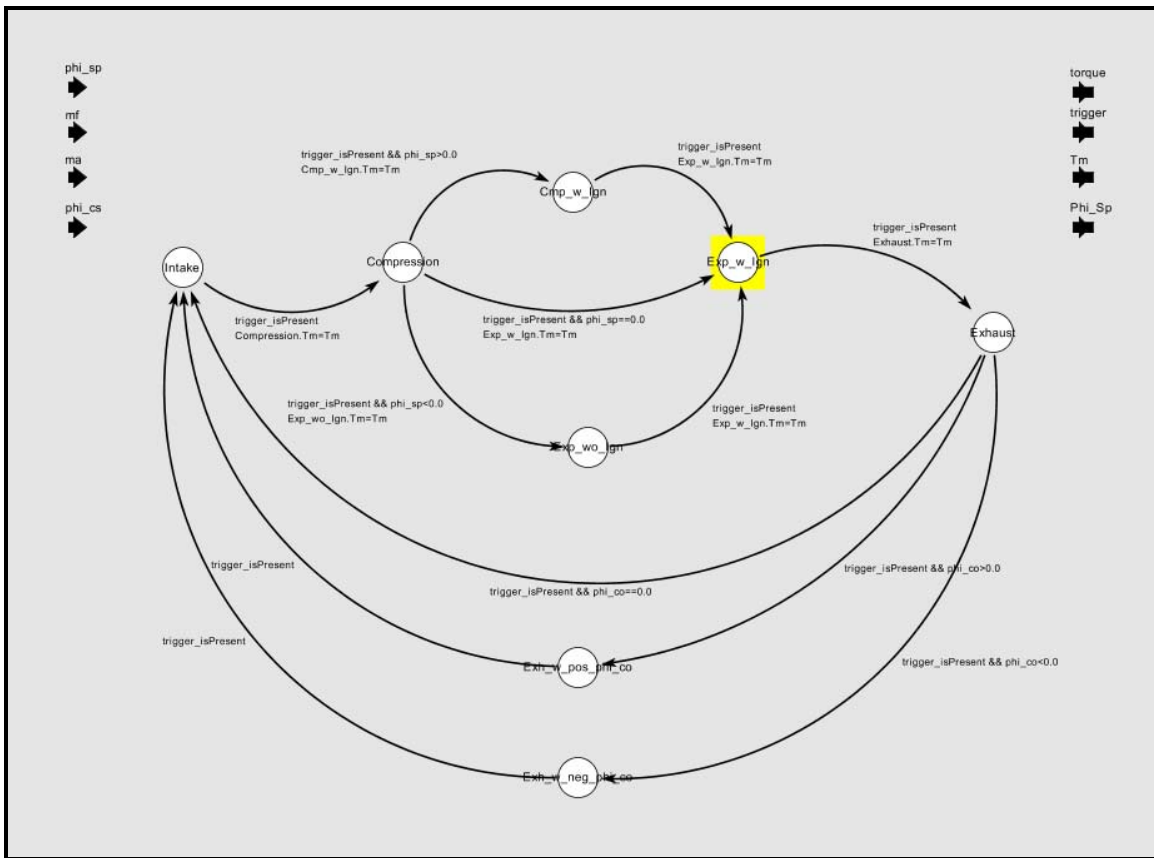 phi_sp
mf
ma
phi_cs
torque
trigger
Tm
Phi_Sp
trigger_isPresent && phi_sp>0.0
Cmp_w_Ign.Tm=Tm
trigger_isPresent
Exp_w_Ign.Tm=Tm
Cmp_w_Ign
trigger_isPresent
Exhaust.Tm=Tm
Intake
Compression
Exp_w_Ign
trigger_isPresent
Compression.Tm=Tm
trigger_isPresent && phi_sp==0.0
Exp_w_Ign.Tm=Tm
Exhaust
trigger_isPresent && phi_sp<0.0
Exp_wo_Ign.Tm=Tm
trigger_isPresent
Exp_w_Ign.Tm=Tm
Exp_wo_Ign
trigger_isPresent
trigger_isPresent && phi_co==0.0
trigger_isPresent && phi_co>0.0
trigger_isPresent
Exh_w_pos_phi_co
trigger_isPresent && phi_co<0.0
Exh_w_neg_phi_co